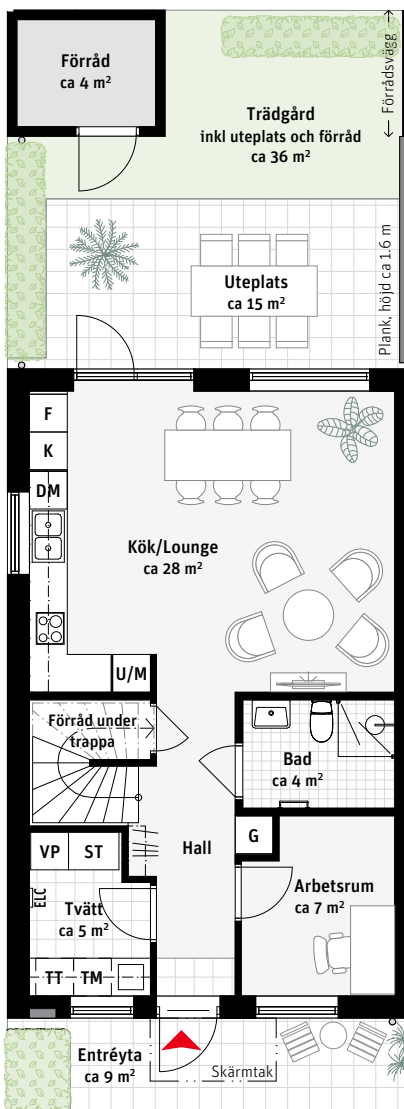 Förråd
ca 4 m²
Förrådsvägg
Trädgård
inkl uteplats och förråd
ca 36 m²
Plank, höjd ca 1.6 m
Uteplats
ca 15 m²
F
K
DM
Kök/Lounge
ca 28 m²
U/M
Förråd under
trappa
Bad
ca 4 m²
Hall
G
VP
ST
ELC
Tvätt
ca 5 m²
Arbetsrum
ca 7 m²
TT
TM
Entréyta
ca 9 m²
Skärmtak